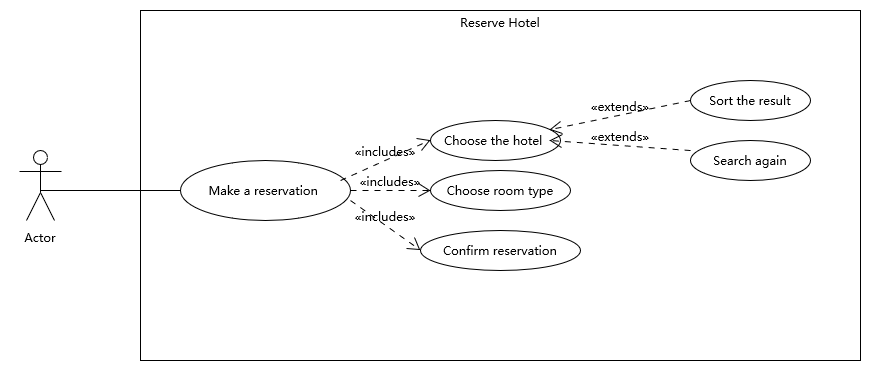 Reserve Hotel
«extends»
Sort the result
«extends»
Choose the hotel
«includes»
Search again
«includes»
Make a reservation
Choose room type
«includes»
Actor
Confirm reservation